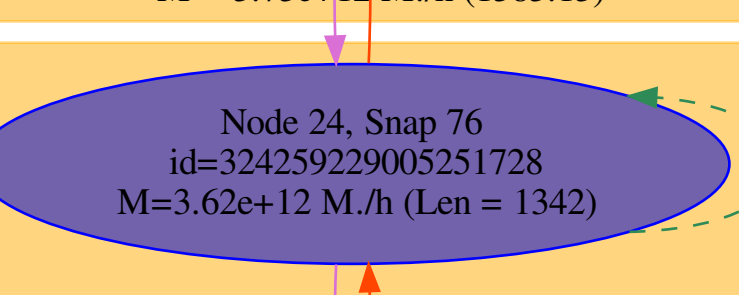 Node 24, Snap 76
id=324259229005251728
M=3.62e+12 M./h (Len = 1342)